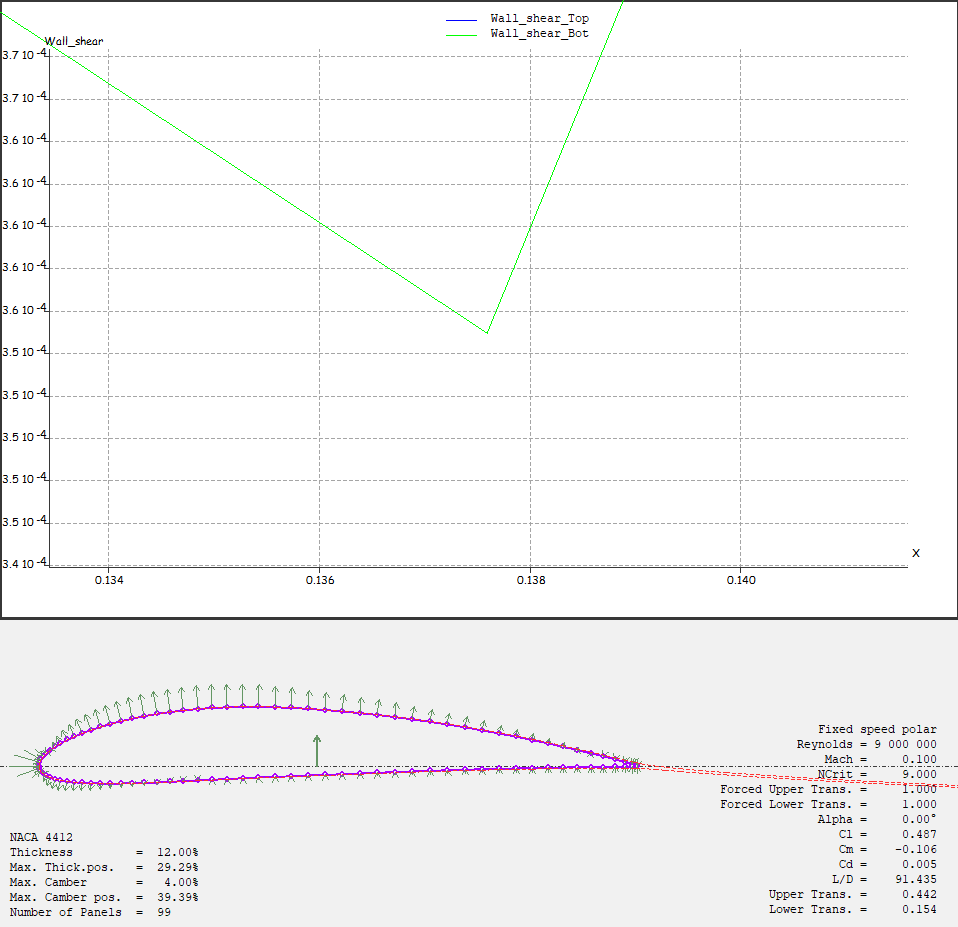 Wall_shear_Top
Wall_shear_Bot
Wall_shear
3.7 10 -4
3.7 10 -4
3.6 10 -4
3.6 10 -4
3.6 10 -4
3.6 10 -4
3.6 10 -4
3.5 10 -4
3.5 10 -4
3.5 10 -4
3.5 10 -4
3.5 10 -4
3.4 10 -4
X
0.134
0.136
0.138
0.140
Fixed speed polar
Reynolds = 9 000 000
Mach = 0.100
NCrit = 9.000
Forced Upper Trans. = 1.000
Forced Lower Trans. = 1.000
Alpha = 0.00°
Cl = 0.487
Cm = -0.106
Cd = 0.005
L/D = 91.435
Upper Trans. = 0.442
Lower Trans. = 0.154
NACA 4412
Thickness = 12.00%
Max. Thick.pos. = 29.29%
Max. Camber = 4.00%
Max. Camber pos. = 39.39%
Number of Panels = 99